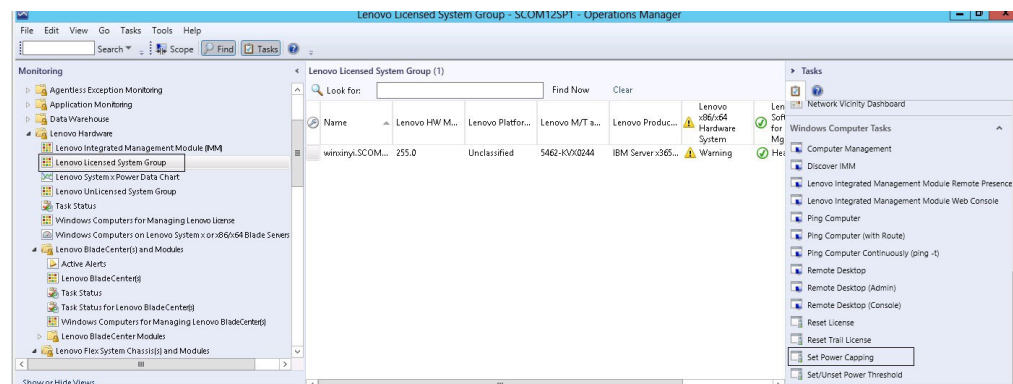 Lenovo Licensed System Group - SCOM12SP1 - Operations Manager
File Edit View Go Tasks Tools Help
Search Scope Find Tasks
Monitoring
Agentless Exception Monitoring
Application Monitoring
Data Warehouse
Lenovo Hardware
Lenovo Integrated Management Module (IMM)
Lenovo Licensed System Group
Lenovo System x Power Data Chart
Lenovo UnLicensed System Group
Task Status
Windows Computers for Managing Lenovo License
Windows Computers on Lenovo System x or x86/x64 Blade Servers
Lenovo BladeCenter(s) and Modules
Active Alerts
Lenovo BladeCenter(s)
Task Status
Task Status for Lenovo BladeCenter(s)
Windows Computers for Managing Lenovo BladeCenter(s)
Lenovo BladeCenter Modules
Lenovo Flex System Chassis(s) and Modules
Show or Hide Views
Lenovo Licensed System Group (1)
Look for: Find Now Clear
Name Lenovo HW M... Lenovo Platfor... Lenovo M/T a... Lenovo Produc... Lenovo x86/x64 Hardware System Len Soft for Mg
winxinyi.SCOM... 255.0 Unclassified 5462-KVX0244 IBM Server x365... Warning Hea
Tasks
Network Vicinity Dashboard
Windows Computer Tasks
Computer Management
Discover IMM
Lenovo Integrated Management Module Remote Presence
Lenovo Integrated Management Module Web Console
Ping Computer
Ping Computer (with Route)
Ping Computer Continuously (ping -t)
Remote Desktop
Remote Desktop (Admin)
Remote Desktop (Console)
Reset License
Reset Trail License
Set Power Capping
Set/Unset Power Threshold